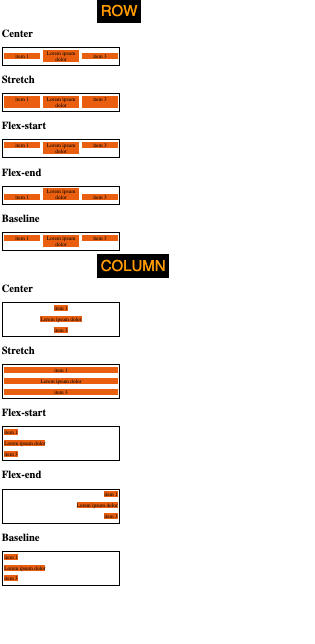 ROW
Center
item 1 Lorem ipsum item 3
dolor
Stretch
item 1 Lorem ipsum item 3
dolor
Flex-start
item 1 Lorem ipsum item 3
dolor
Flex-end
Lorem ipsum
item 1 dolor item 3
Baseline
item 1 Lorem ipsum item 3
dolor
COLUMN
Center
item 1
Lorem ipsum dolor
item 3
Stretch
item 1
Lorem ipsum dolor
item 3
Flex-start
item 1
Lorem ipsum dolor
item 3
Flex-end
item 1
Lorem ipsum dolor
item 3
Baseline
item 1
Lorem ipsum dolor
item 3